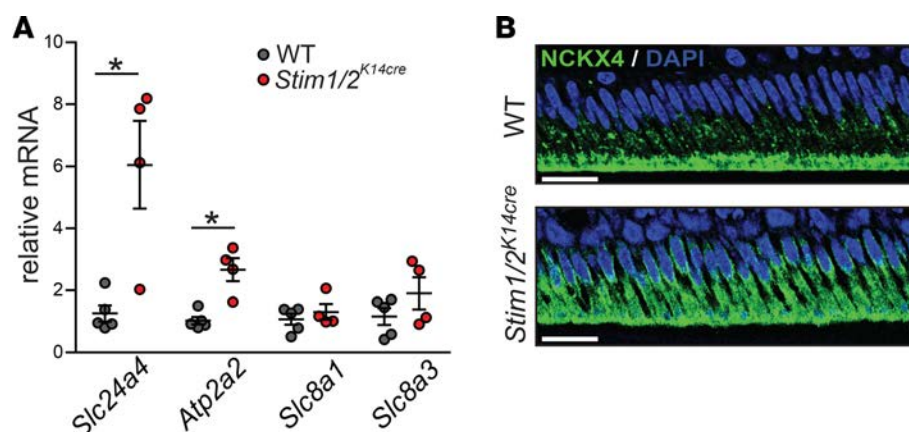 A
B
WT
Stim1/2K14cre
*
*
relative mRNA
10
8
6
4
2
0
Slc24a4
Atp2a2
Slc8a1
Slc8a3
NCKX4 / DAPI
WT
Stim1/2K14cre